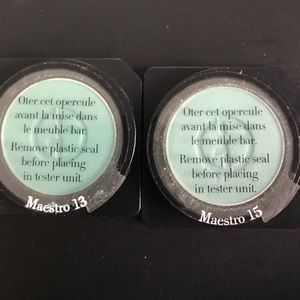 Oter cet opercule
avant la mise dans
le meuble bar.
Remove plastic seal
before placing
in tester unit.
Maestro 13
Oter cet opercule
avant la mise dans
le meuble bar.
Remove plastic seal
before placing
in tester unit.
Maestro 15